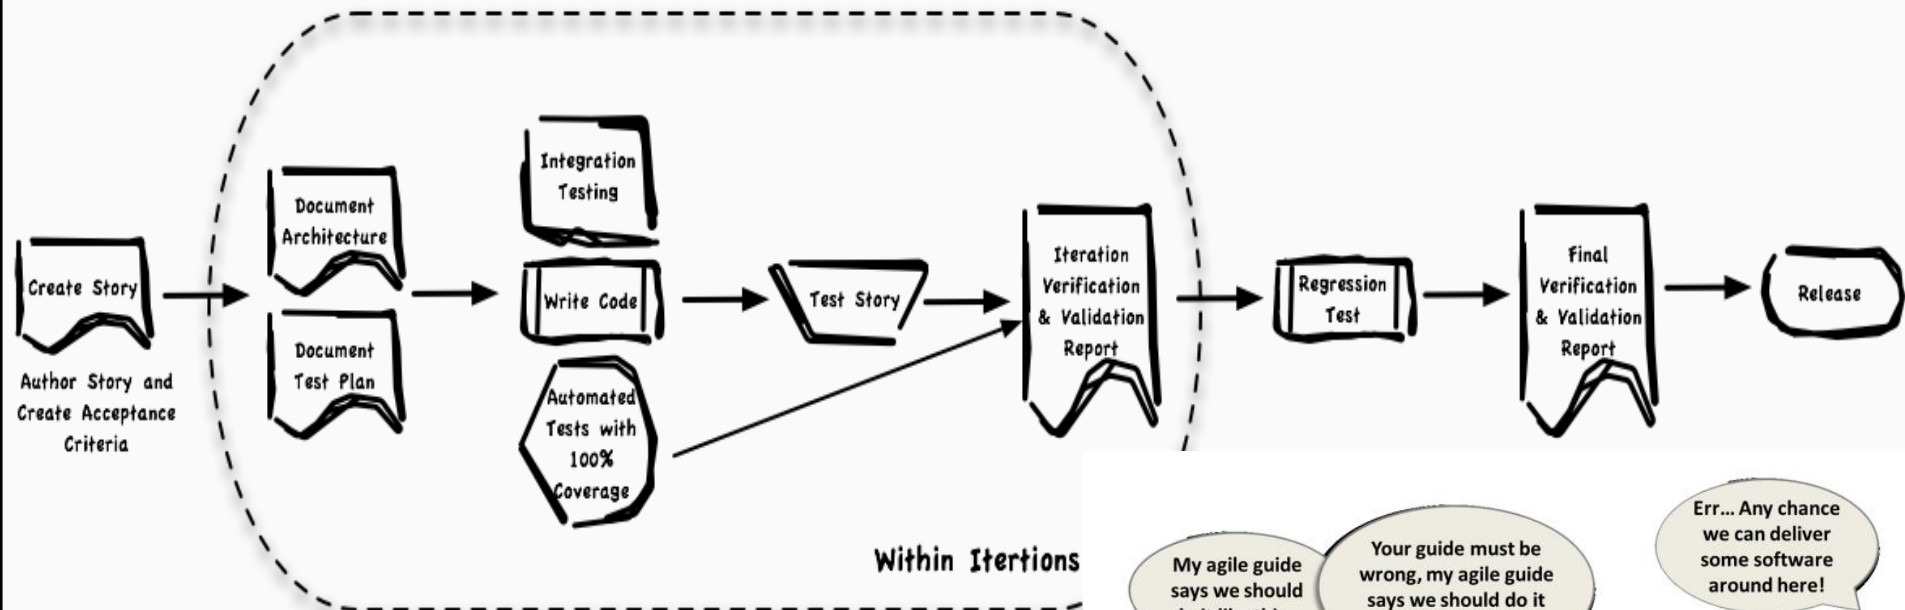 Create Story
Author Story and
Create Acceptance
Criteria
Document
Architecture
Document
Test Plan
Integration
Testing
Write Code
Automated
Tests with
100%
Coverage
Test Story
Iteration
Verification
& Validation
Report
Regression
Test
Final
Verification
& Validation
Report
Release
Within Itertions
My agile guide
says we should
Your guide must be
wrong, my agile guide
says we should do it
Err... Any chance
we can deliver
some software
around here!